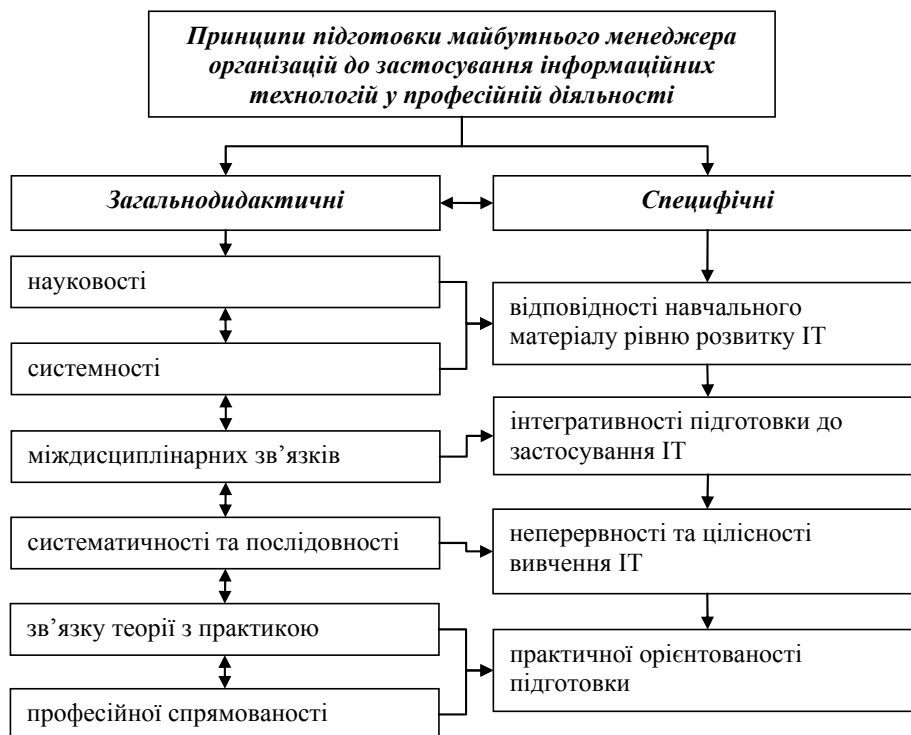 Принципи підготовки майбутнього менеджера
організацій до застосування інформаційних
технологій у професійній діяльності
Загальнодидактичні
Специфічні
науковості
системності
міждисциплінарних зв’язків
систематичності та послідовності
зв’язку теорії з практикою
професійної спрямованості
відповідності навчального
матеріалу рівню розвитку ІТ
інтегративності підготовки до
застосування ІТ
неперервності та цілісності
вивчення ІТ
практичної орієнтованості
підготовки